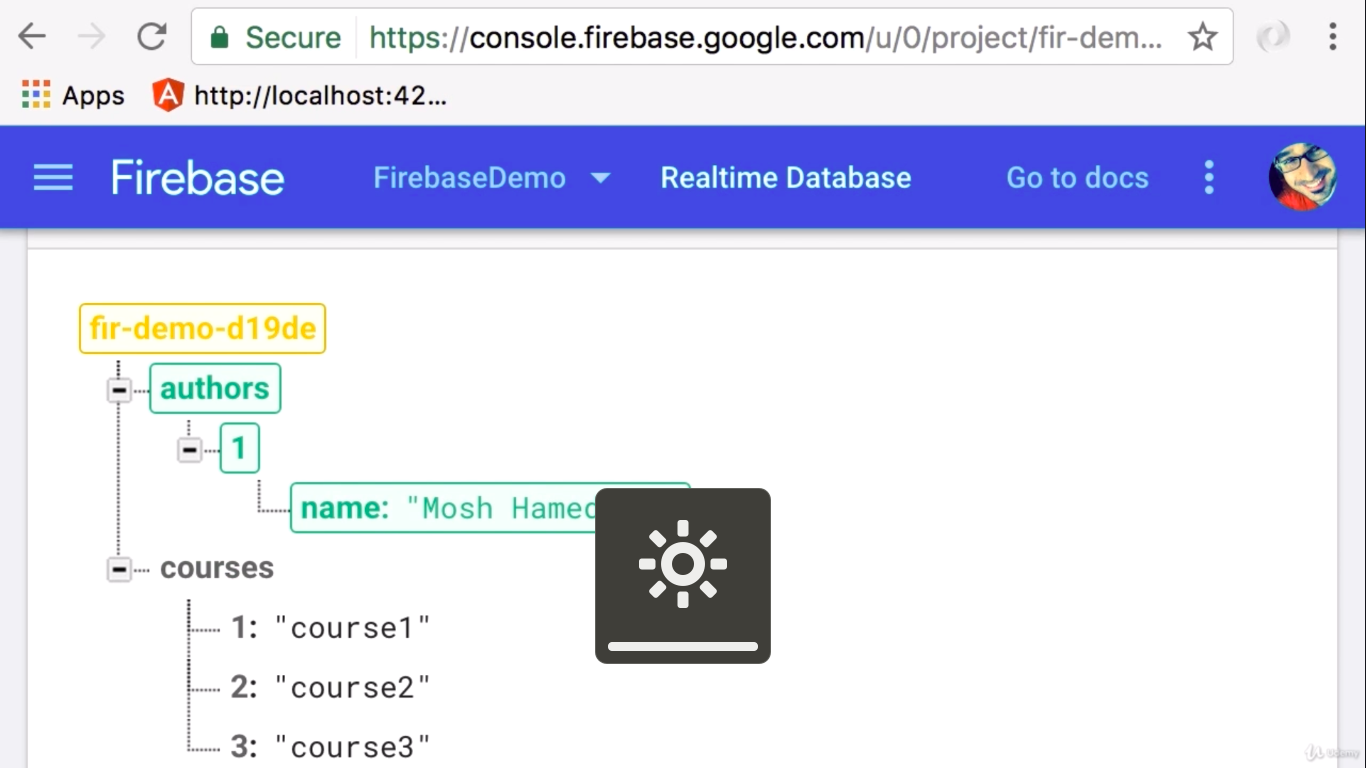 Secure https://console.firebase.google.com/u/0/project/fir-dem...
Apps http://localhost:42...
Firebase FirebaseDemo Realtime Database Go to docs
fir-demo-d19de
authors
1
name: "Mosh Hamed
courses
1: "course1"
2: "course2"
3: "course3"
Udemy